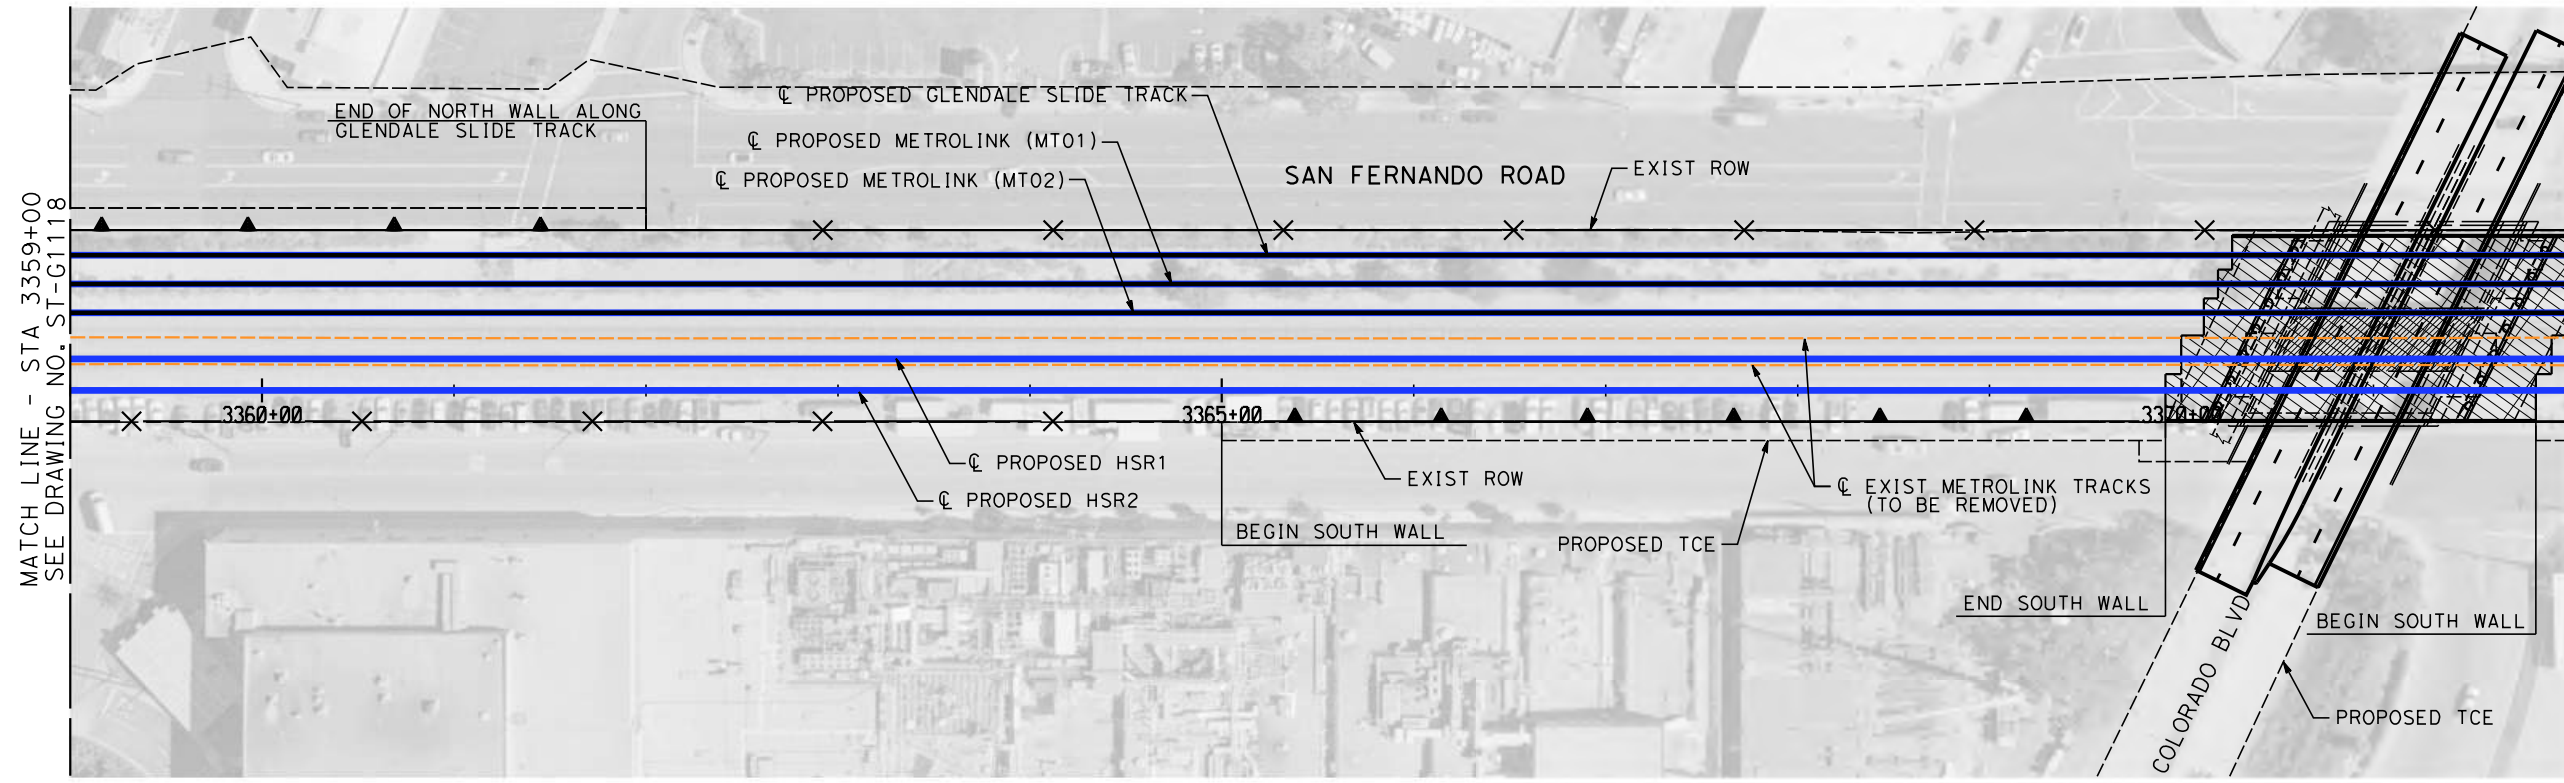 MATCH LINE - STA 3359+00
SEE DRAWING NO. ST-G1118
END OF NORTH WALL ALONG
GLENDALE SLIDE TRACK
℄ PROPOSED GLENDALE SLIDE TRACK
℄ PROPOSED METROLINK (MT01)
℄ PROPOSED METROLINK (MT02)
SAN FERNANDO ROAD
EXIST ROW
3360+00
3365+00
3370+00
℄ PROPOSED HSR1
℄ PROPOSED HSR2
EXIST ROW
℄ EXIST METROLINK TRACKS
(TO BE REMOVED)
BEGIN SOUTH WALL
PROPOSED TCE
END SOUTH WALL
BEGIN SOUTH WALL
COLORADO BLVD
PROPOSED TCE